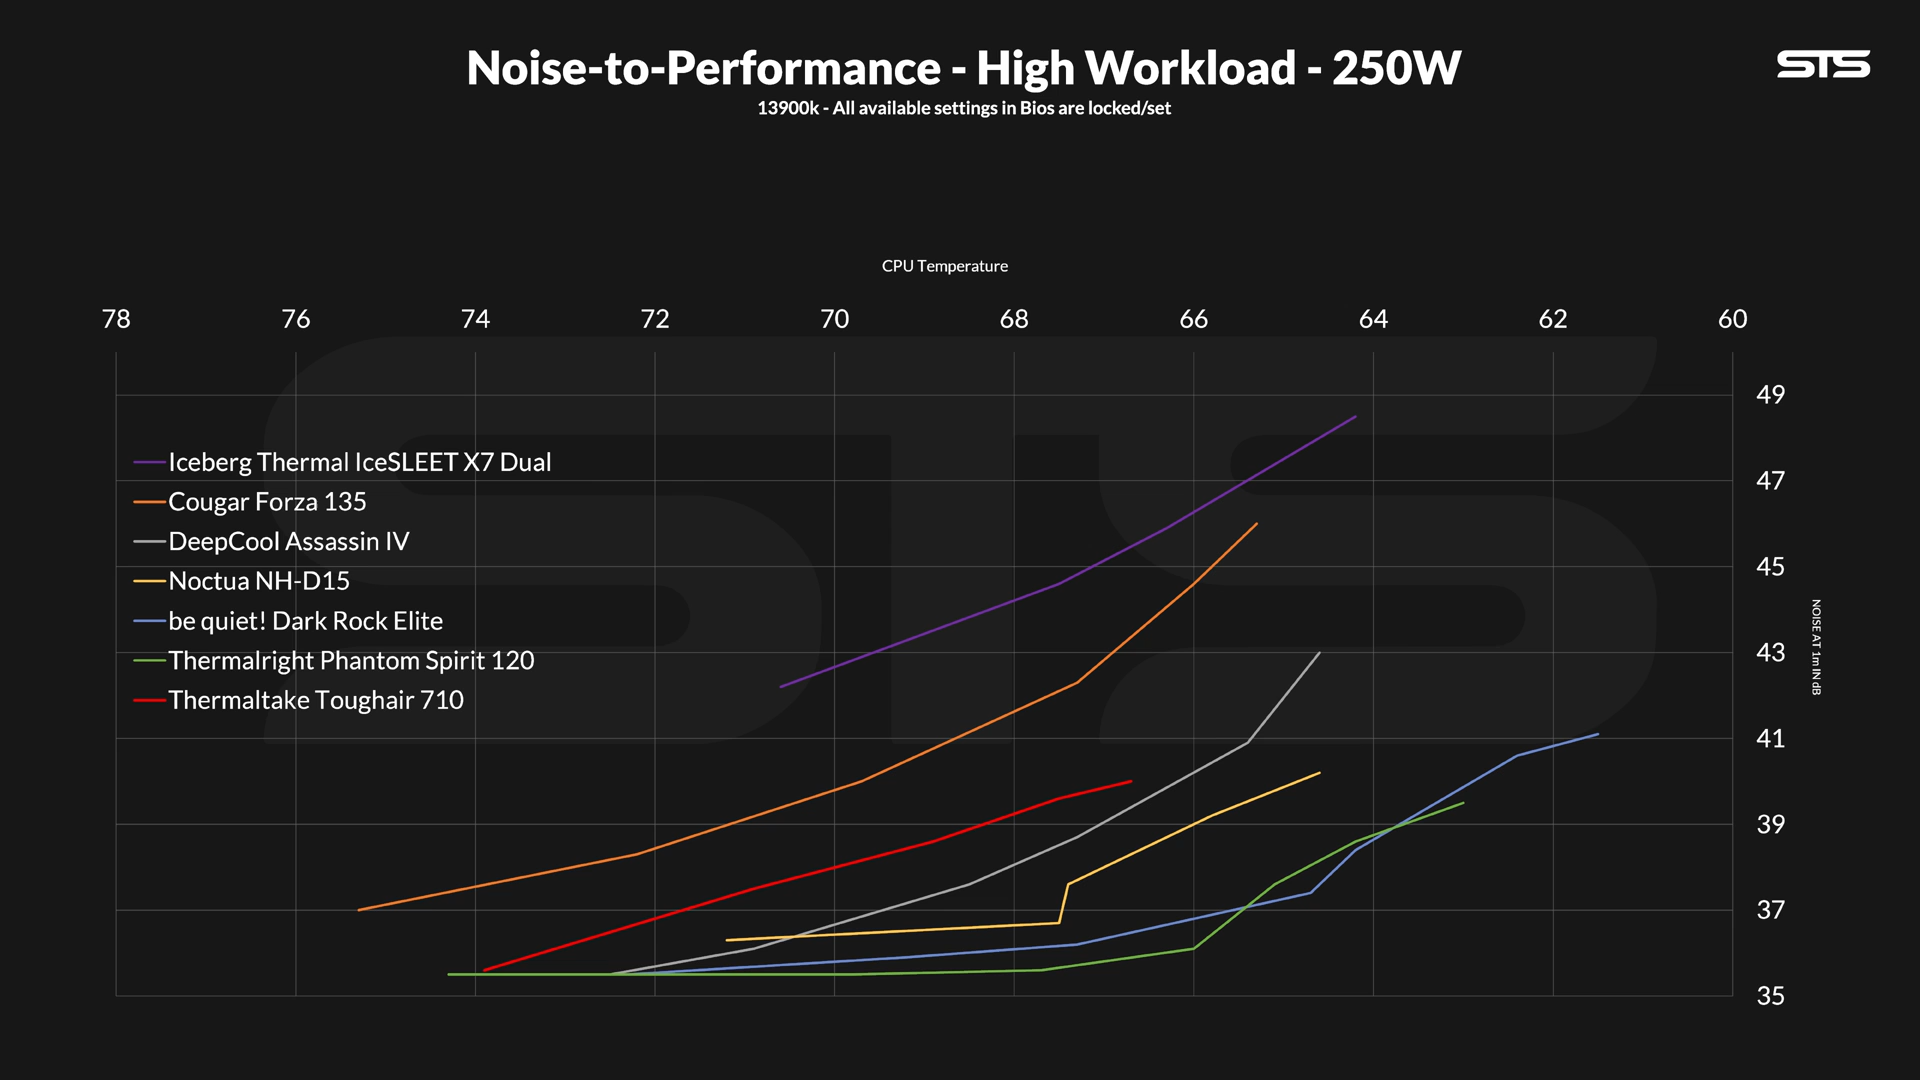 Noise-to-Performance - High Workload - 250W
STS
13900k - All available settings in Bios are locked/set
CPU Temperature
78 76 74 72 70 68 66 64 62 60
49
Iceberg Thermal IceSLEET X7 Dual
47
Cougar Forza 135
DeepCool Assassin IV
45
Noctua NH-D15
be quiet! Dark Rock Elite
43
Thermalright Phantom Spirit 120
NOISE AT 1m IN dB
Thermaltake Toughair 710
41
39
37
35